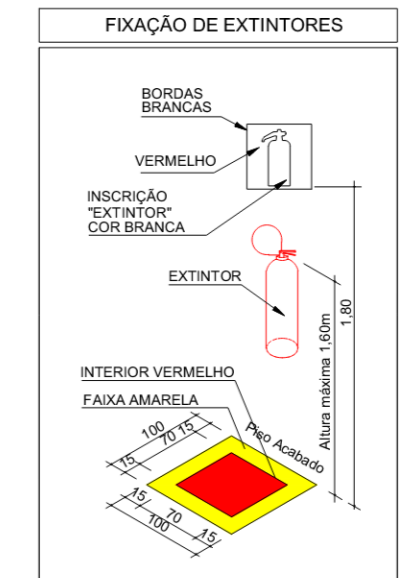 FIXAÇÃO DE EXTINTORES
BORDAS
BRANCAS
VERMELHO
INSCRIÇÃO
"EXTINTOR"
COR BRANCA
EXTINTOR
Altura máxima 1,60m
1,80
INTERIOR VERMELHO
FAIXA AMARELA
Piso Acabado
100
15
70
15
15
70
15
100